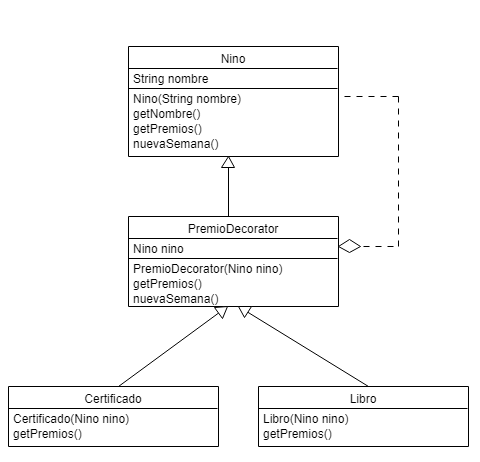 Nino
String nombre
Nino(String nombre)
getNombre()
getPremios()
nuevaSemana()
PremioDecorator
Nino nino
PremioDecorator(Nino nino)
getPremios()
nuevaSemana()
Certificado
Certificado(Nino nino)
getPremios()
Libro
Libro(Nino nino)
getPremios()